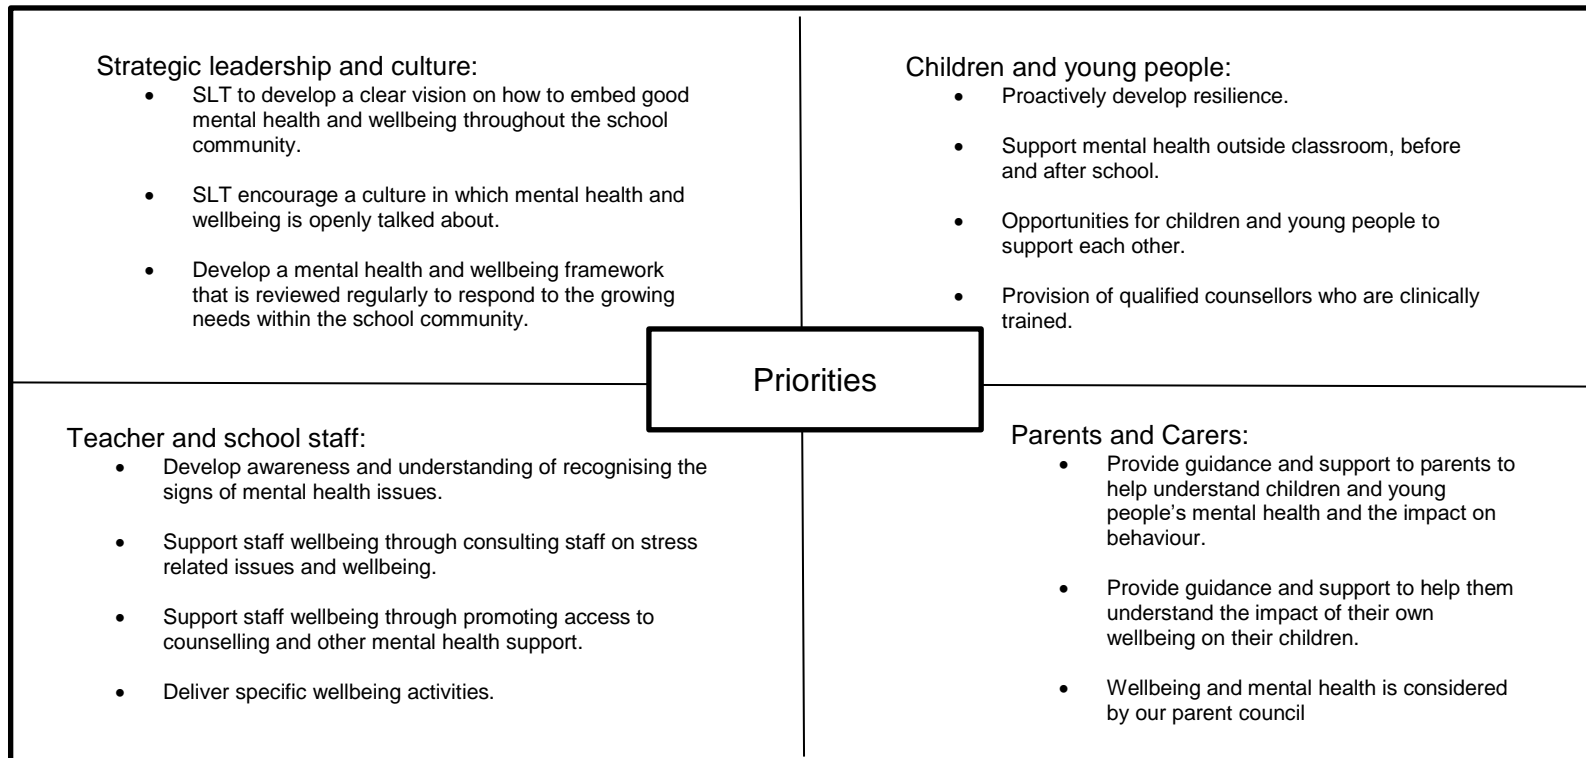 Strategic leadership and culture:
• SLT to develop a clear vision on how to embed good
mental health and wellbeing throughout the school
community.
• SLT encourage a culture in which mental health and
wellbeing is openly talked about.
• Develop a mental health and wellbeing framework
that is reviewed regularly to respond to the growing
needs within the school community.
Children and young people:
• Proactively develop resilience.
• Support mental health outside classroom, before
and after school.
• Opportunities for children and young people to
support each other.
• Provision of qualified counsellors who are clinically
trained.
Priorities
Teacher and school staff:
• Develop awareness and understanding of recognising the
signs of mental health issues.
• Support staff wellbeing through consulting staff on stress
related issues and wellbeing.
• Support staff wellbeing through promoting access to
counselling and other mental health support.
• Deliver specific wellbeing activities.
Parents and Carers:
• Provide guidance and support to parents to
help understand children and young
people’s mental health and the impact on
behaviour.
• Provide guidance and support to help them
understand the impact of their own
wellbeing on their children.
• Wellbeing and mental health is considered
by our parent council